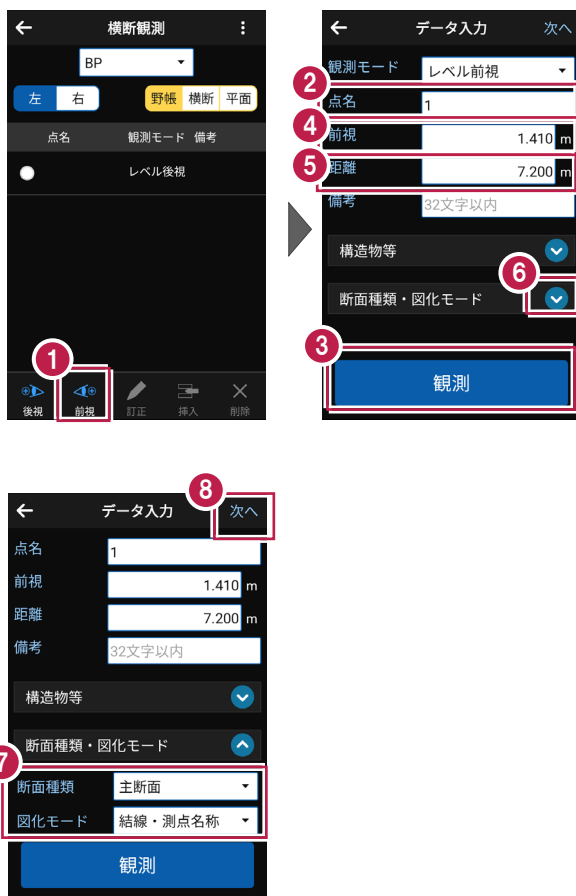 横断観測
BP
左 右 野帳 横断 平面
点名 観測モード 備考
レベル後視
1
後視 前視 訂正 挿入 削除
データ入力 次へ
観測モード レベル前視
2
点名 1
4
前視 1.410 m
5
距離 7.200 m
備考 32文字以内
構造物等
6
断面種類・図化モード
3
観測
8
データ入力 次へ
点名 1
前視 1.410 m
距離 7.200 m
備考 32文字以内
構造物等
断面種類・図化モード
7
断面種類 主断面
図化モード 結線・測点名称
観測